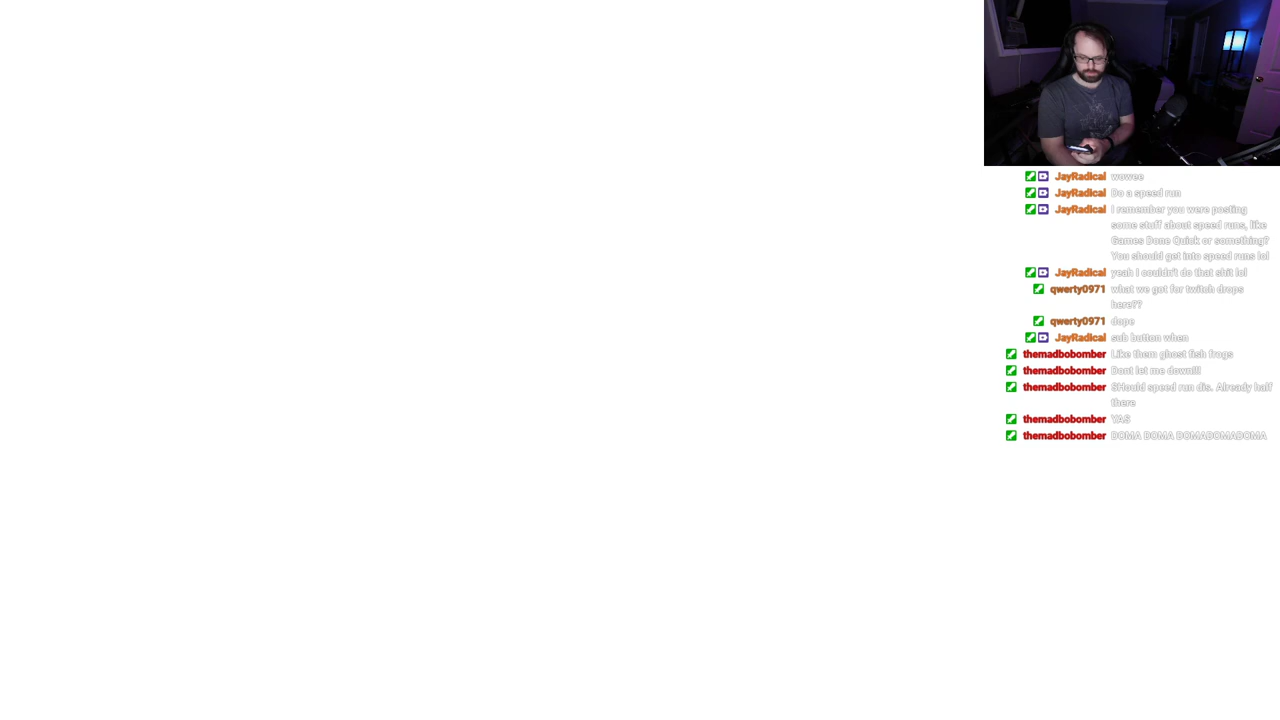 JayRadical wowee
JayRadical Do a speed run
JayRadical I remember you were posting
some stuff about speed runs, like
Games Done Quick or something?
You should get into speed runs lol
JayRadical yeah I couldn't do that shit lol
qwerty0971 what we got for twitch drops
here??
qwerty0971 dope
JayRadical sub botton when
themadbobomber Like them ghost fish frogs
themadbobomber Dont let me down!!!
themadbobomber SHould speed run dis. Already half
there
themadbobomber YAS
themadbobomber DOMA DOMA DOMADOMADOMA